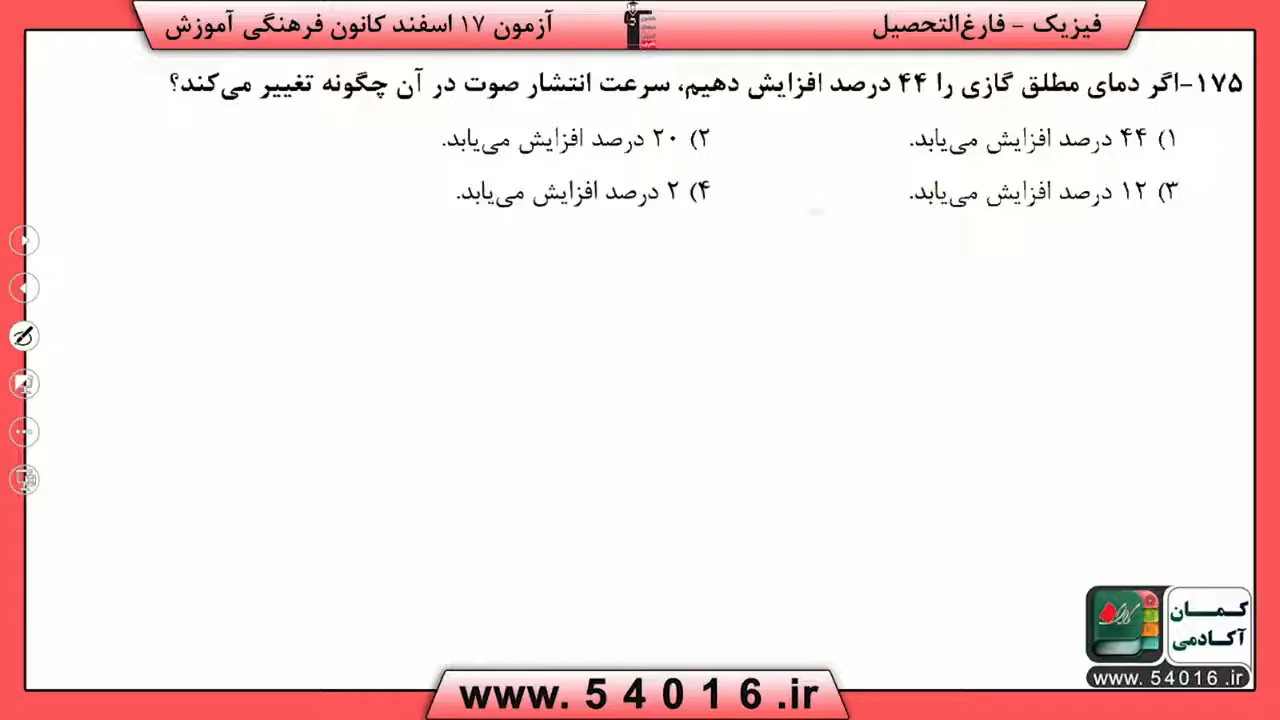 فیزیک - فارغ‌التحصیل
آزمون ۱۷ اسفند کانون فرهنگی آموزش
۱۷۵-اگر دمای مطلق گازی را ۴۴ درصد افزایش دهیم، سرعت انتشار صوت در آن چگونه تغییر می‌کند؟
۱) ۴۴ درصد افزایش می‌یابد.
۲) ۲۰ درصد افزایش می‌یابد.
۳) ۱۲ درصد افزایش می‌یابد.
۴) ۲ درصد افزایش می‌یابد.
کمان
آکادمی
www. 54016 .ir
www. 5 4 0 1 6 .ir